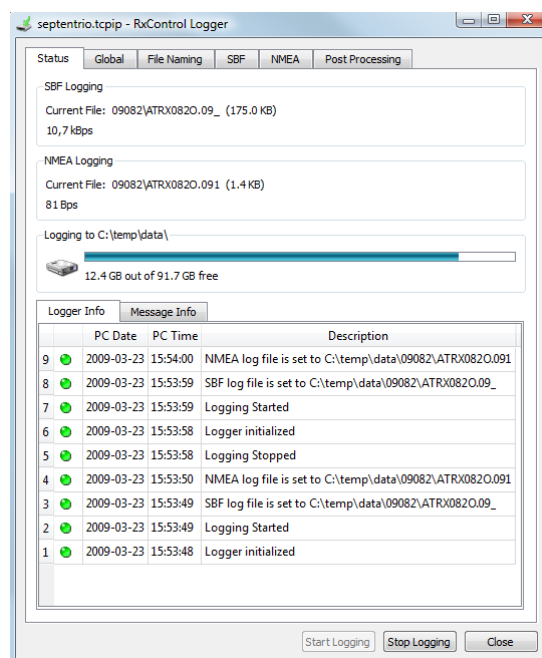 septentrio.tcpip - RxControl Logger
Status Global File Naming SBF NMEA Post Processing
SBF Logging
Current File: 09082\ATRX082O.09_ (175.0 KB)
10,7 kBps
NMEA Logging
Current File: 09082\ATRX082O.091 (1.4 KB)
81 Bps
Logging to C:\temp\data\
12.4 GB out of 91.7 GB free
Logger Info Message Info
PC Date PC Time Description
9 2009-03-23 15:54:00 NMEA log file is set to C:\temp\data\09082\ATRX082O.091
8 2009-03-23 15:53:59 SBF log file is set to C:\temp\data\09082\ATRX082O.09_
7 2009-03-23 15:53:59 Logging Started
6 2009-03-23 15:53:58 Logger initialized
5 2009-03-23 15:53:58 Logging Stopped
4 2009-03-23 15:53:50 NMEA log file is set to C:\temp\data\09082\ATRX082O.091
3 2009-03-23 15:53:49 SBF log file is set to C:\temp\data\09082\ATRX082O.09_
2 2009-03-23 15:53:49 Logging Started
1 2009-03-23 15:53:48 Logger initialized
Start Logging Stop Logging Close